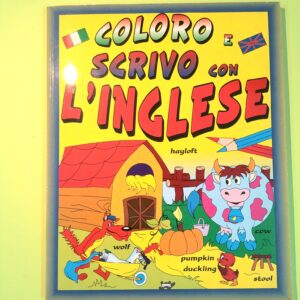 COLORO E
SCRIVO CON
L'INGLESE
hayloft
cow
wolf
pumpkin
duckling
stool